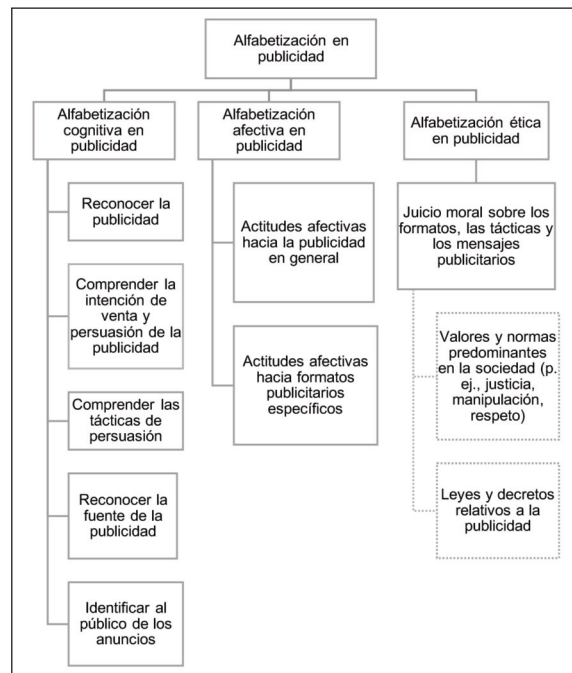 Alfabetización en
publicidad
Alfabetización
cognitiva en
publicidad
Reconocer la
publicidad
Comprender la
intención de
venta y
persuasión de la
publicidad
Comprender las
tácticas de
persuasión
Reconocer la
fuente de la
publicidad
Identificar al
público de los
anuncios
Alfabetización
afectiva en
publicidad
Actitudes afectivas
hacia la publicidad
en general
Actitudes afectivas
hacia formatos
publicitarios
específicos
Alfabetización ética
en publicidad
Juicio moral sobre los
formatos, las tácticas y
los mensajes
publicitarios
Valores y normas
predominantes
en la sociedad (p.
ej., justicia,
manipulación,
respeto)
Leyes y decretos
relativos a la
publicidad